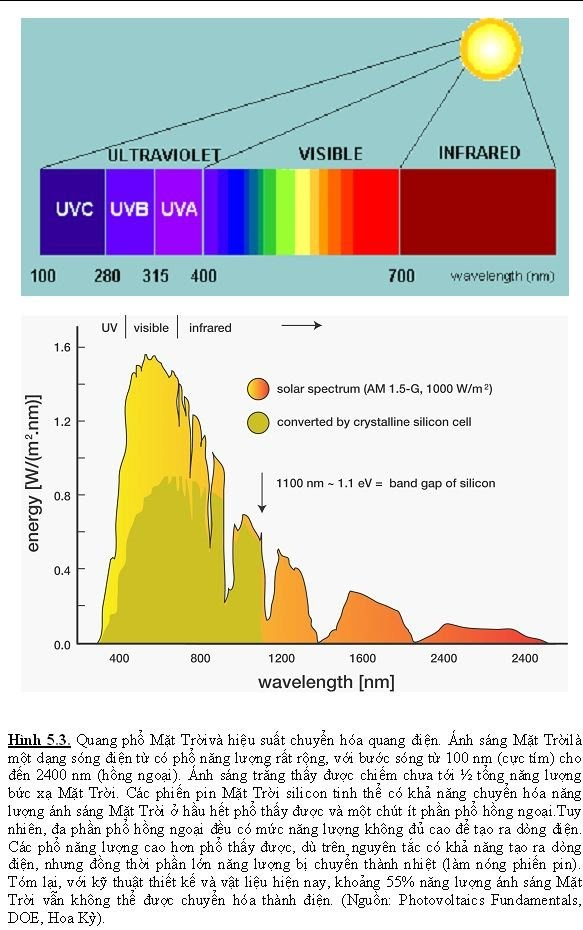 ULTRAVIOLET VISIBLE INFRARED
UVC UVB UVA
100 280 315 400 700 wavelength (nm)
UV visible infrared
1.6
solar spectrum (AM 1.5-G, 1000 W/m²)
1.2
converted by crystalline silicon cell
energy [W/(m².nm)]
1100 nm ~ 1.1 eV = band gap of silicon
0.8
0.4
0.0
400 800 1200 1600 2400 2400
wavelength [nm]
Hình 5.3. Quang phổ Mặt Trờivà hiệu suất chuyển hóa quang điện. Ánh sáng Mặt Trờilà
một dạng sóng điện từ có phổ năng lượng rất rộng, với bước sóng từ 100 nm (cực tím) cho
đến 2400 nm (hồng ngoại). Ánh sáng trăng thấy được chiếm chưa tới ½ tổng năng lượng
bức xạ Mặt Trời. Các phiến pin Mặt Trời silicon tinh thể có khả năng chuyển hóa năng
lượng ánh sáng Mặt Trời ở hầu hết phổ thấy được và một chút ít phần phổ hồng ngoại.Tuy
nhiên, đa phần phổ hồng ngoại đều có mức năng lượng không đủ cao để tạo ra dòng điện.
Các phổ năng lượng cao hơn phổ thấy được, dù trên nguyên tắc có khả năng tạo ra dòng
điện, nhưng đồng thời phần lớn năng lượng bị chuyển thành nhiệt (làm nóng phiến pin).
Tóm lại, với kỹ thuật thiết kế và vật liệu hiện nay, khoảng 55% năng lượng ánh sáng Mặt
Trời vẫn không thể được chuyển hóa thành điện. (Nguồn: Photovoltaics Fundamentals,
DOE, Hoa Kỳ).